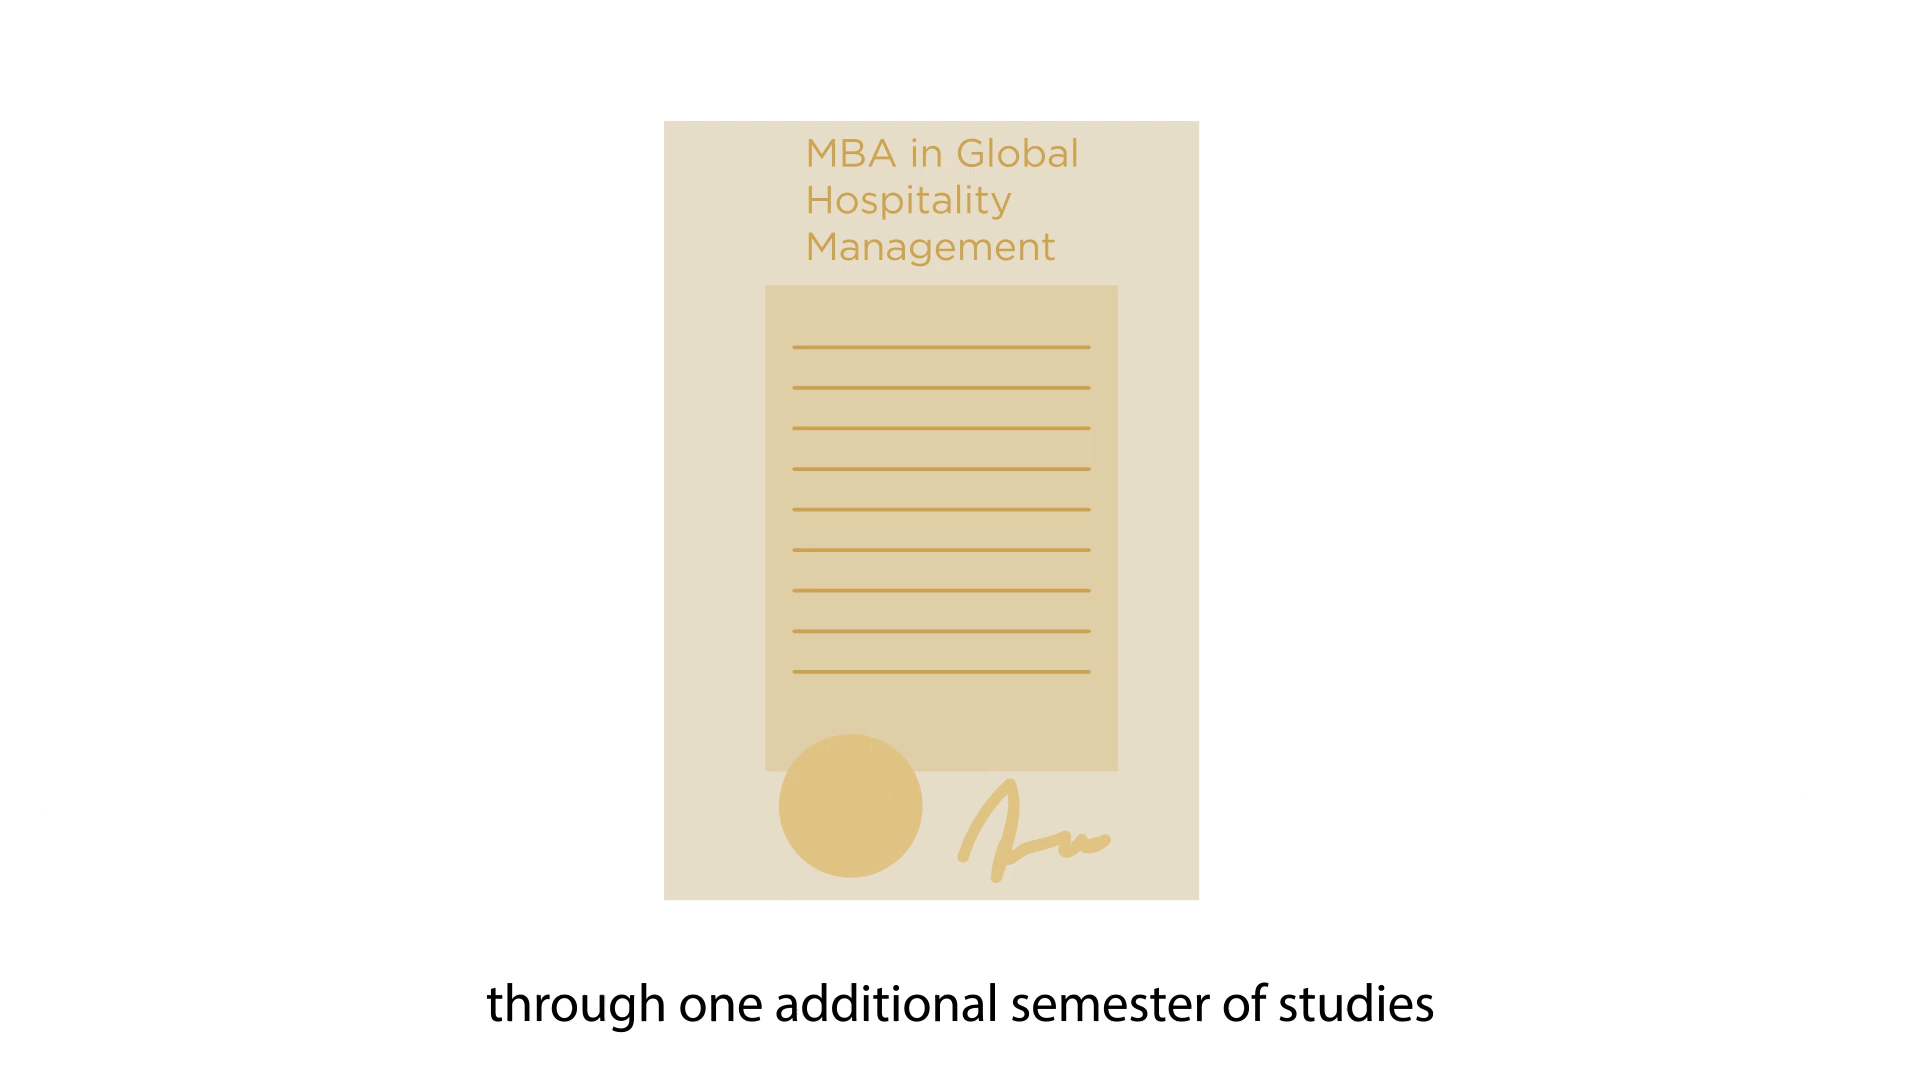 MBA in Global
Hospitality
Management
through one additional semester of studies